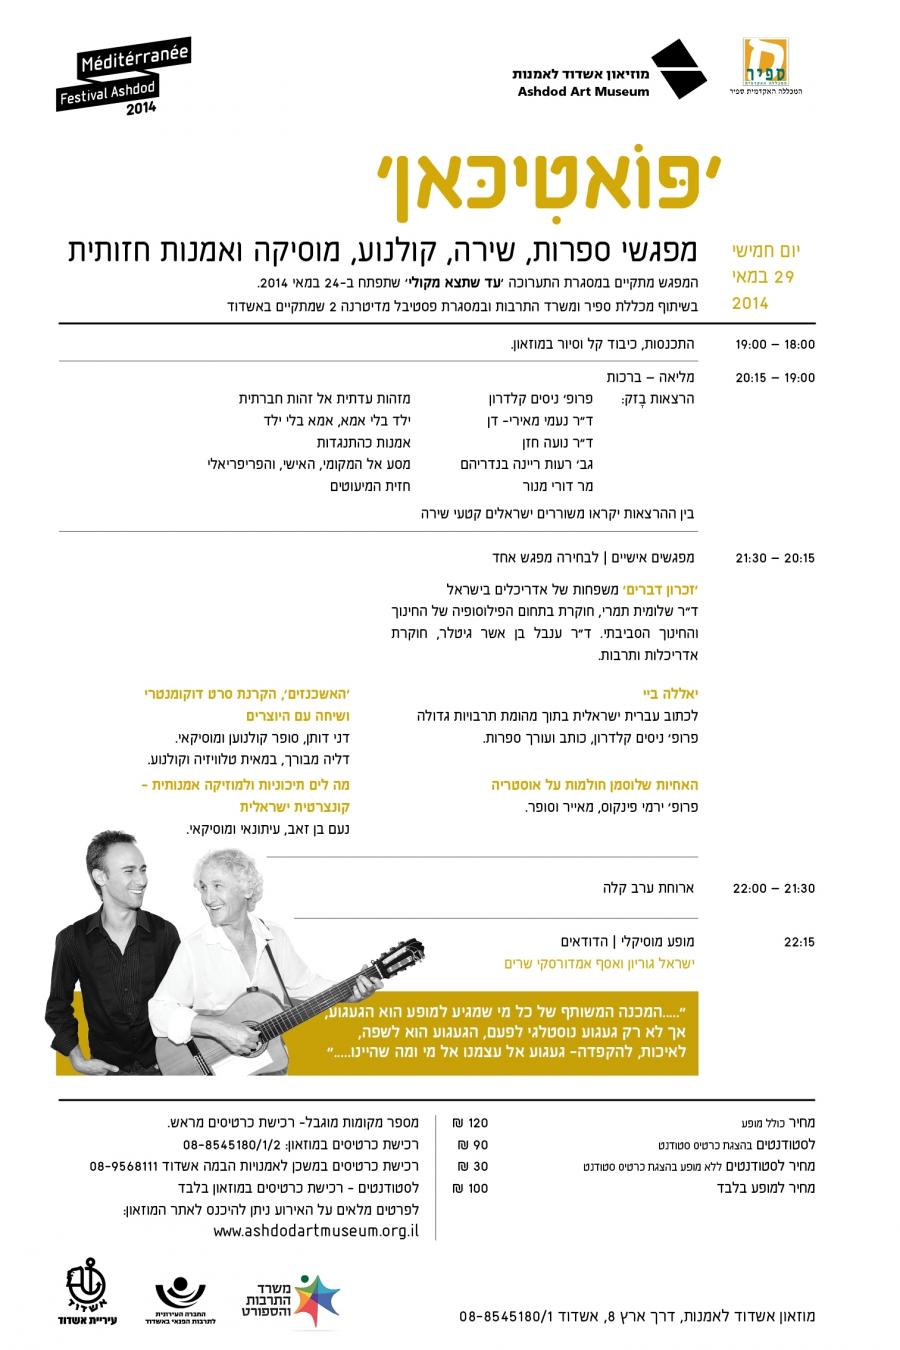 Méditérranée
Festival Ashdod
2014
מוזיאון אשדוד לאמנות
Ashdod Art Museum
ספיר
המכללה האקדמית ספיר
'פּוֹאטִיכּאן'
מפגשי ספרות, שירה, קולנוע, מוסיקה ואמנות חזותית
יום חמישי
29 במאי
2014
המפגש מתקיים במסגרת התערוכה 'עד שתצא מקולי' שתפתח ב-24 במאי 2014.
בשיתוף מכללת ספיר ומשרד התרבות ובמסגרת פסטיבל מדיטרנה 2 שמתקיים באשדוד
18:00 – 19:00 התכנסות, כיבוד קל וסיור במוזאון.
19:00 – 20:15 מליאה – ברכות
הרצאות בָזק: פרופ' ניסים קלדרון מזהות עדתית אל זהות חברתית
ד"ר נעמי מאירי- דן ילד בלי אמא, אמא בלי ילד
ד"ר נועה חזן אמנות כהתנגדות
גב' רעות ריינה בנדריהם מסע אל המקומי, האישי, והפריפריאלי
מר דורי מנור חזית המיעוטים
בין ההרצאות יקראו משוררים ישראלים קטעי שירה
20:15 – 21:30 מפגשים אישיים | לבחירה מפגש אחד
'זכרון דברים' משפחות של אדריכלים בישראל
ד"ר שלומית תמרי, חוקרת בתחום הפילוסופיה של החינוך
והחינוך הסביבתי. ד"ר ענבל בן אשר גיטלר, חוקרת
אדריכלות ותרבות.
יאללה ביי
לכתוב עברית ישראלית בתוך מהומת תרבויות גדולה
פרופ' ניסים קלדרון, כותב ועורך ספרות.
'האשכנזים', הקרנת סרט דוקומנטרי
ושיחה עם היוצרים
דני דותן, סופר קולנוען ומוסיקאי.
דליה מבורך, במאית טלוויזיה וקולנוע.
האחיות שלוסמן חולמות על אוסטריה
פרופ' ירמי פינקוס, מאייר וסופר.
מה לים תיכוניות ולמוזיקה אמנותית -
קונצרטית ישראלית
נעם בן זאב, עיתונאי ומוסיקאי.
21:30 – 22:00 ארוחת ערב קלה
22:15 מופע מוסיקלי | הדודאים
ישראל גוריון ואסף אמדורסקי שרים
".....המכנה המשותף של כל מי שמגיע למופע הוא הגעגוע,
אך לא רק געגוע נוסטלגי לפעם, הגעגוע הוא לשפה,
לאיכות, להקפדה- געגוע אל עצמנו אל מי ומה שהיינו....."
מחיר כולל מופע 120 ₪
לסטודנטים בהצגת כרטיס סטודנט 90 ₪
מחיר לסטודנטים ללא מופע בהצגת כרטיס סטודנט 30 ₪
מחיר למופע בלבד 100 ₪
מספר מקומות מוגבל- רכישת כרטיסים מראש.
רכישת כרטיסים במוזאון: 08-8545180/1/2
רכישת כרטיסים במשכן לאמנויות הבמה אשדוד 08-9568111
לסטודנטים - רכישת כרטיסים במוזאון בלבד
לפרטים מלאים על האירוע ניתן להיכנס לאתר המוזאון:
www.ashdodartmuseum.org.il
מוזאון אשדוד לאמנות, דרך ארץ 8, אשדוד 08-8545180/1
משרד
התרבות
והספורט
החברה העירונית
לתרבות הפנאי באשדוד
אשדוד
עיריית אשדוד